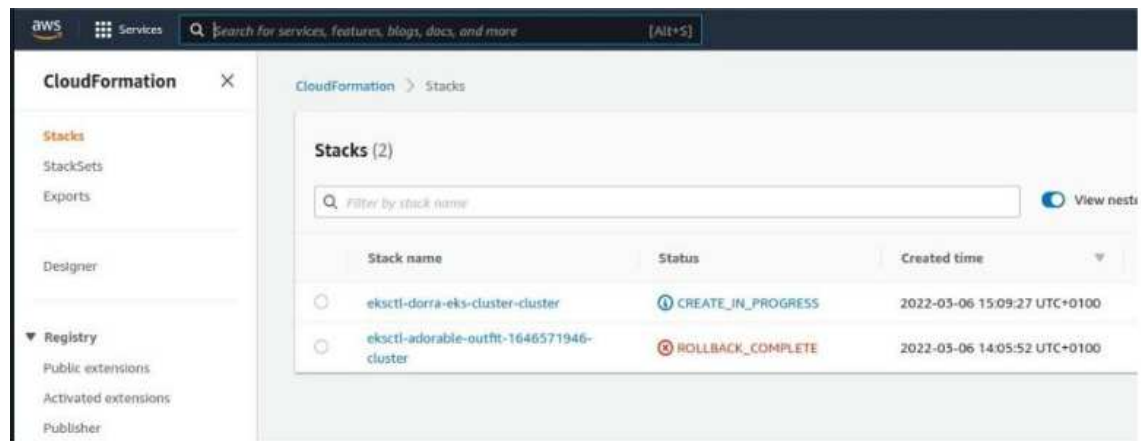 aws
Services
Search for services, features, blogs, docs, and more
[Alt+S]
CloudFormation
Stacks
StackSets
Exports
Designer
Registry
Public extensions
Activated extensions
Publisher
CloudFormation > Stacks
Stacks (2)
Filter by stack name
View
Stack name Status Created time
eksctl-dorra-eks-cluster-cluster CREATE_IN_PROGRESS 2022-03-06 15:09:27 UTC+0100
eksctl-adorable-outfit-1646571946-
cluster ROLLBACK_COMPLETE 2022-03-06 14:05:52 UTC+0100